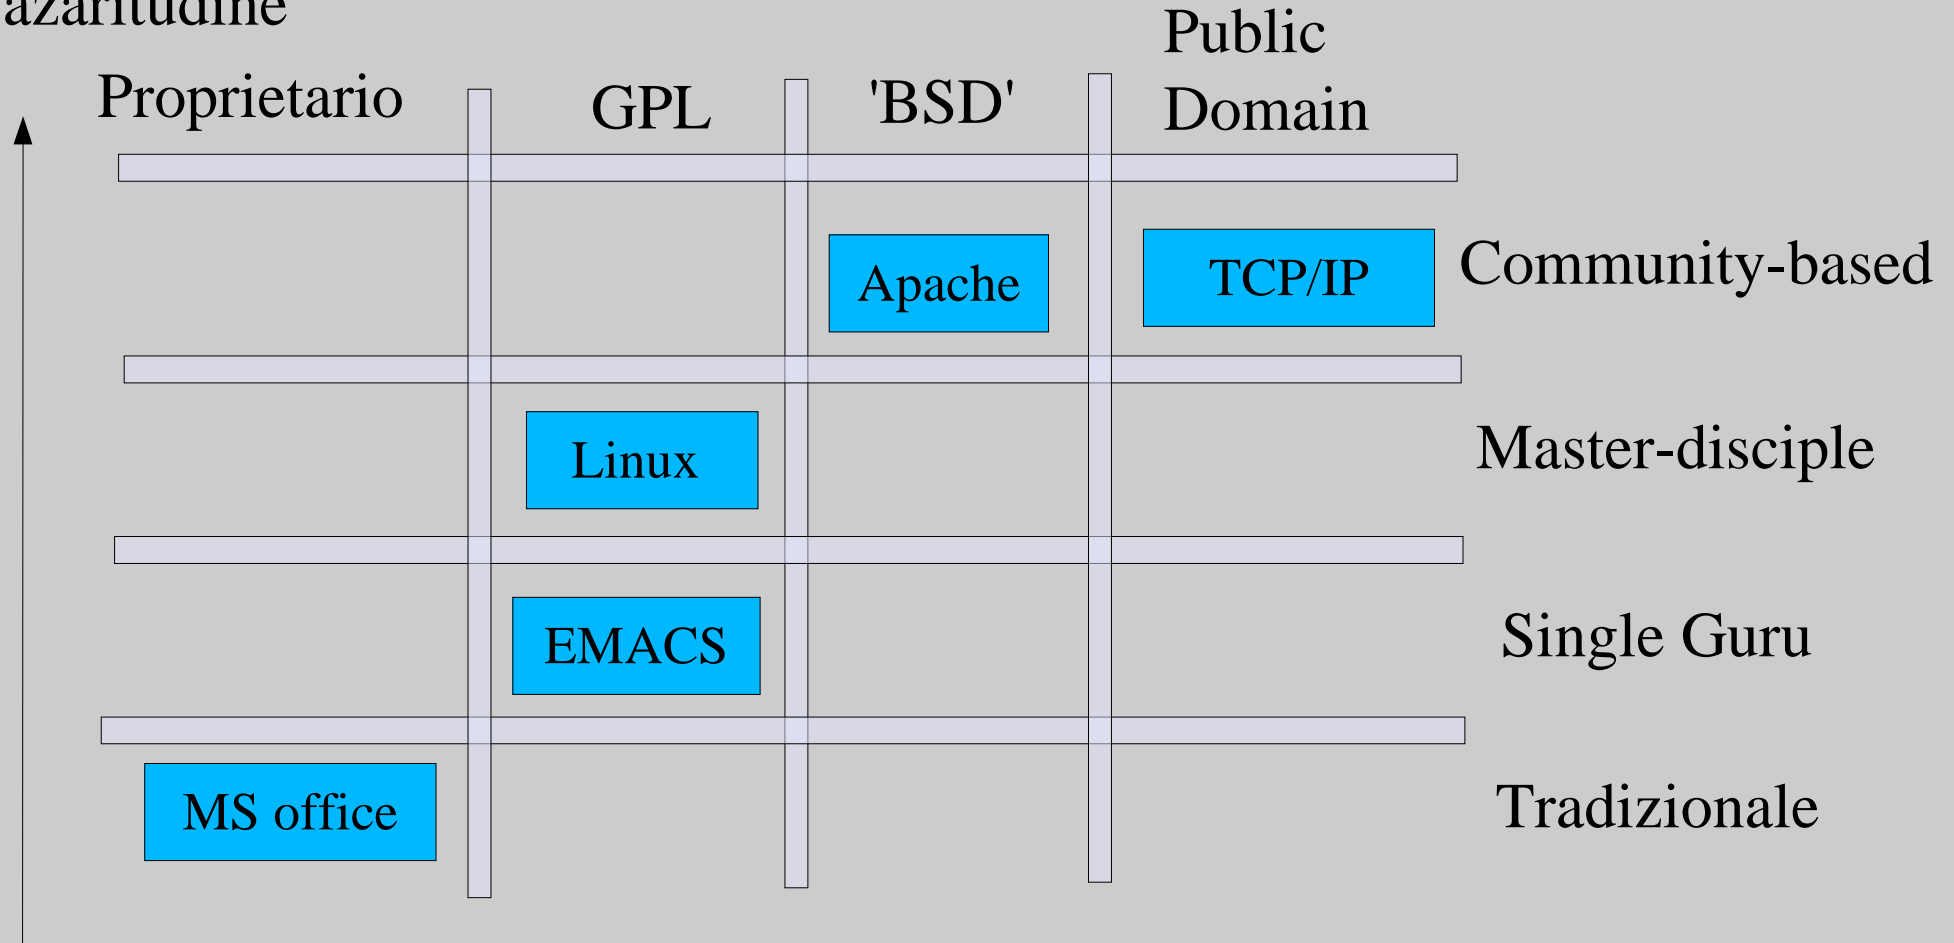 azaritudine
Public
Proprietario GPL 'BSD' Domain
Apache TCP/IP Community-based
Linux Master-disciple
EMACS Single Guru
MS office Tradizionale